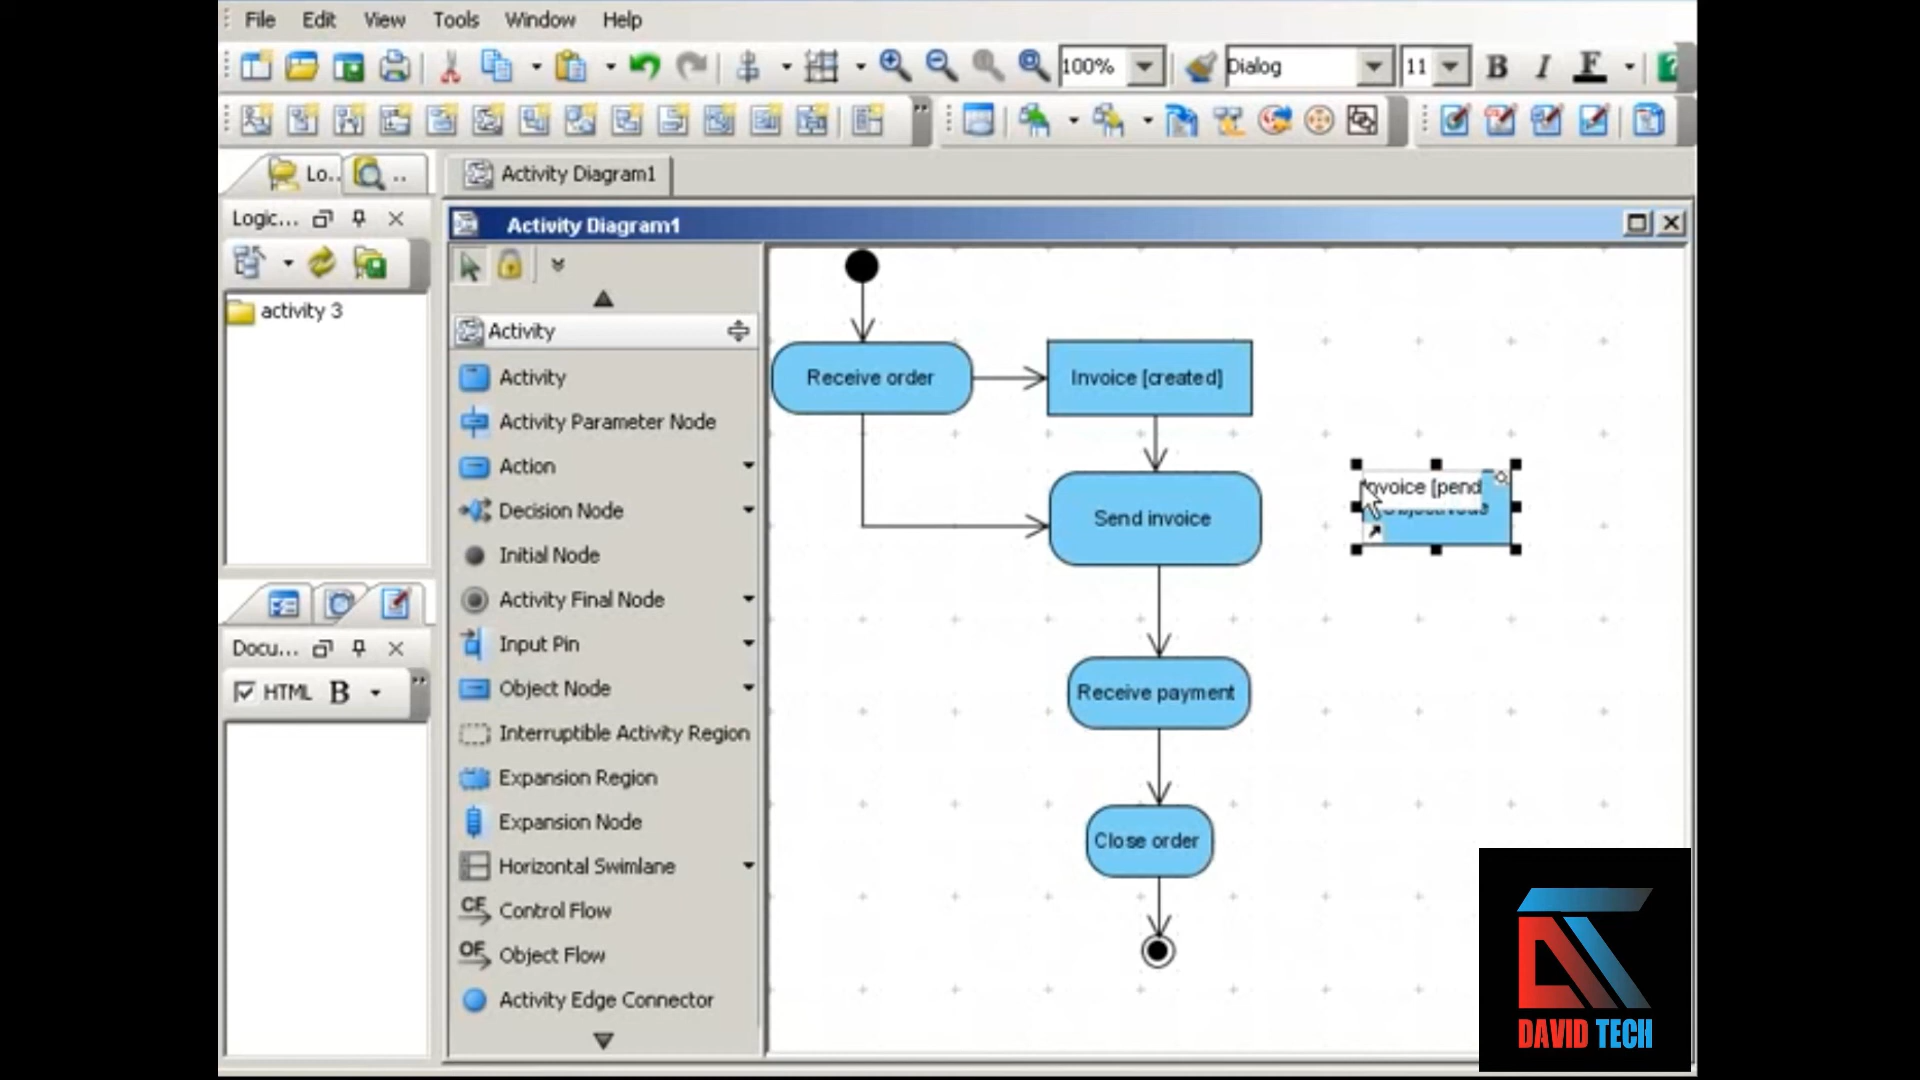 File Edit View Tools Window Help
100% Dialog 11 B I F
Lo.. .. Activity Diagram1
Logic...
Activity Diagram1
activity 3
Activity
Activity
Activity Parameter Node
Action
Decision Node
Initial Node
Activity Final Node
Input Pin
Object Node
Interruptible Activity Region
Expansion Region
Expansion Node
Horizontal Swimlane
CF Control Flow
OF Object Flow
Activity Edge Connector
Docu...
HTML B
Receive order
Invoice [created]
Invoice [pend
Send invoice
Receive payment
Close order
DAVID TECH